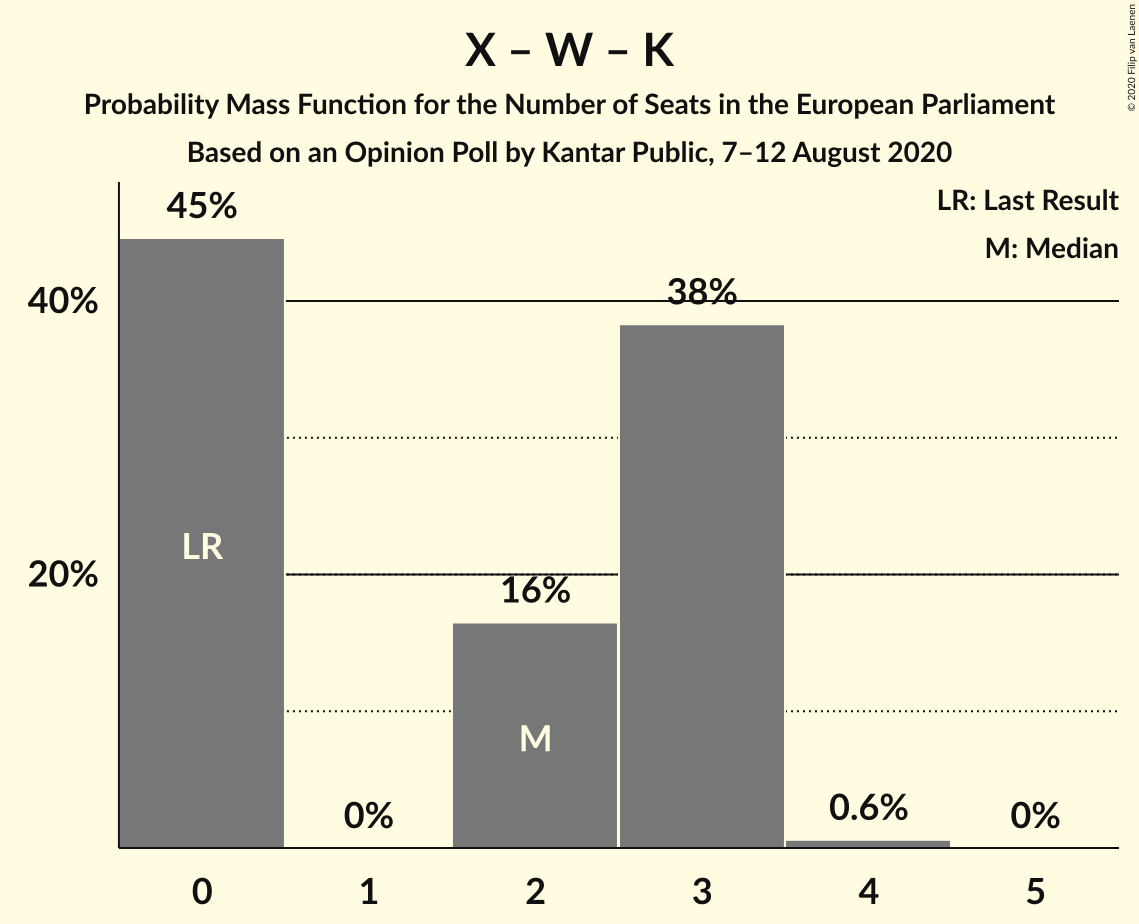 © 2020 Filip van Laenen
X – W – K
Probability Mass Function for the Number of Seats in the European Parliament
Based on an Opinion Poll by Kantar Public, 7–12 August 2020
LR: Last Result
M: Median
45%
38%
40%
LR
20%
16%
M
0%
0.6%
0%
0 1 2 3 4 5